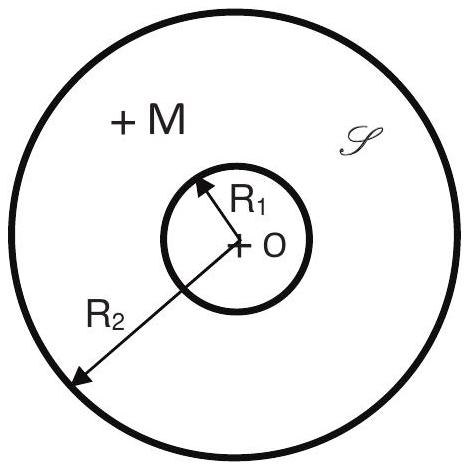 + M
𝒮
R₁
+ O
R₂